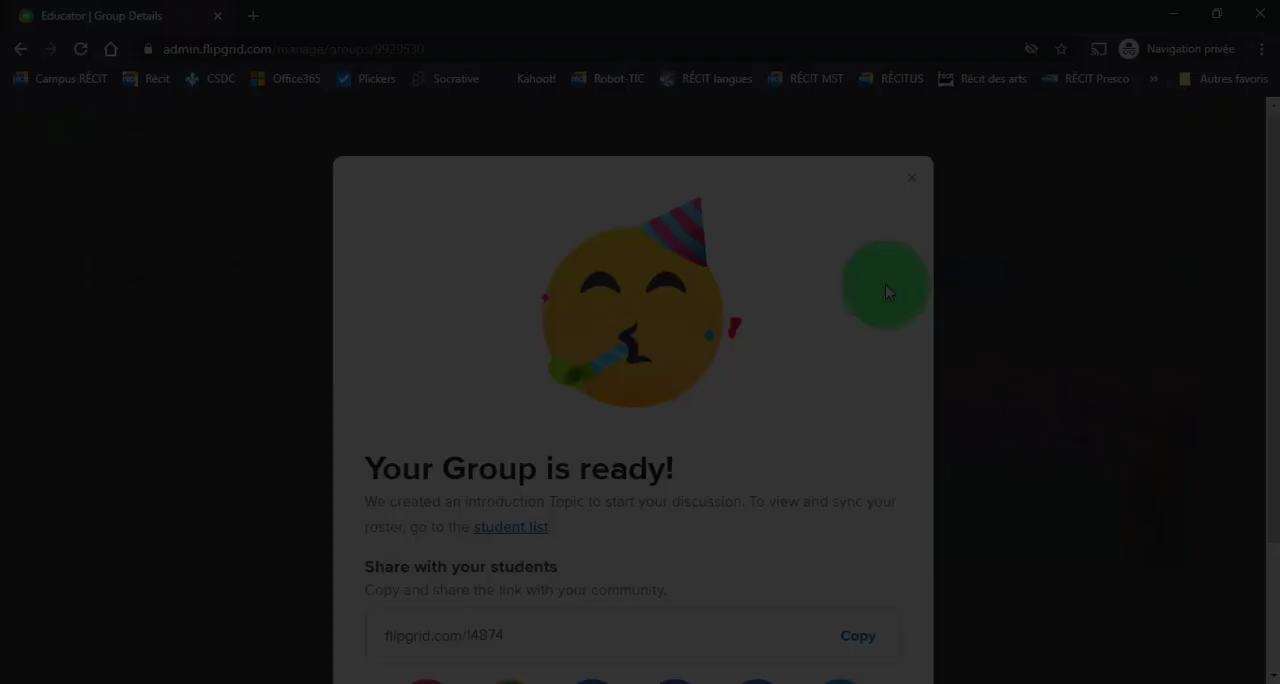 Educator | Group Details
admin.flipgrid.com/manage/groups/9929530
Navigation privée
Campus RÉCIT
Récit
CSDC
Office365
Plickers
Socrative
Kahoot!
Robot-TIC
RÉCIT langues
RÉCIT MST
RÉCITUS
Récit des arts
RÉCIT Presco
»
Autres favoris
Your Group is ready!
We created an introduction Topic to start your discussion. To view and sync your
roster, go to the student list.
Share with your students
Copy and share the link with your community.
flipgrid.com/14874
Copy